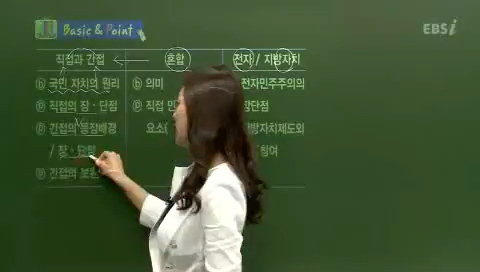 Basic & Point
EBSi
직접과 간접
혼합
전자 / 지방자치
ⓑ 국민 자치의 원리
ⓑ 의미
전자민주주의의
ⓟ 직접의 장·단점
ⓟ 직접 민
장단점
ⓟ 간접의 등장배경
요소
방자치제도의
/ 장·단점
참여
ⓟ 간접의 보완